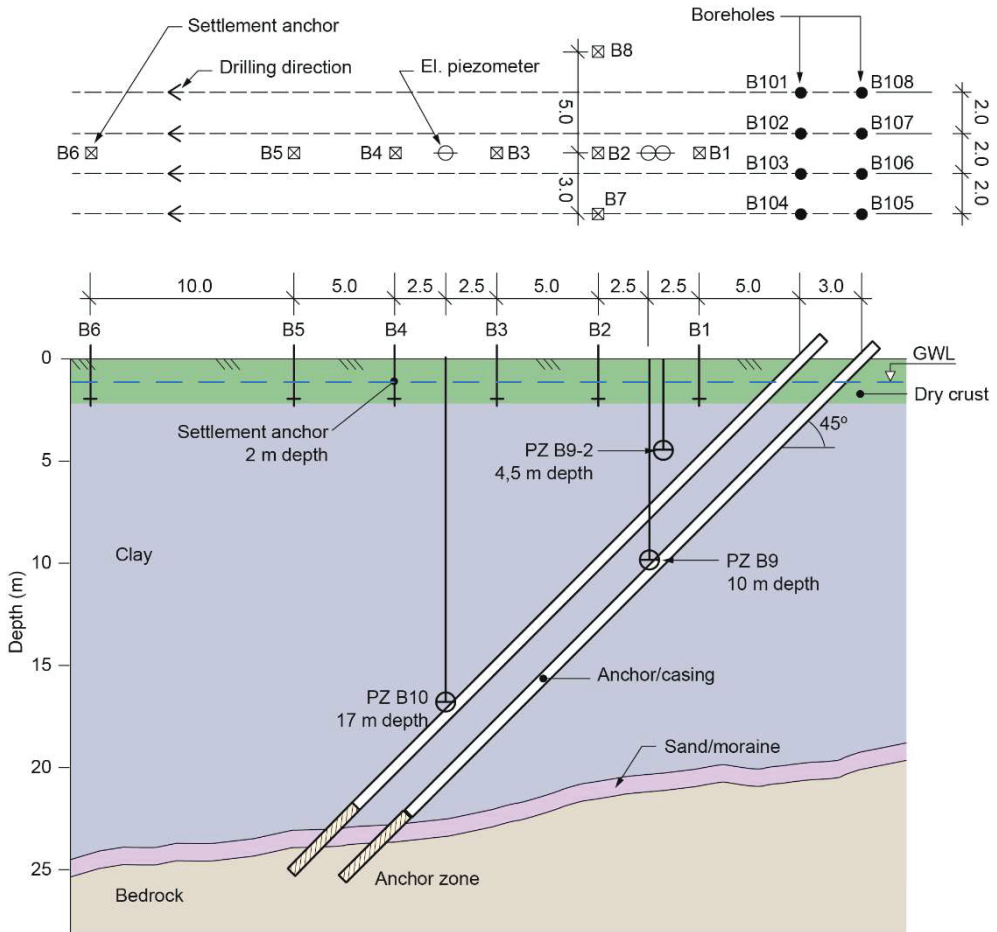 Settlement anchor
Boreholes
B8
Drilling direction
El. piezometer
B101
B108
5.0
2.0
B102
B107
B6
B5
B4
B3
B2
B1
2.0
B103
B106
3.0
B7
2.0
B104
B105
10.0
5.0
2.5
2.5
5.0
2.5
2.5
5.0
3.0
B6
B5
B4
B3
B2
B1
0
GWL
Dry crust
Settlement anchor
2 m depth
45º
PZ B9-2
4,5 m depth
5
Clay
10
PZ B9
10 m depth
Depth (m)
15
Anchor/casing
PZ B10
17 m depth
Sand/moraine
20
25
Anchor zone
Bedrock